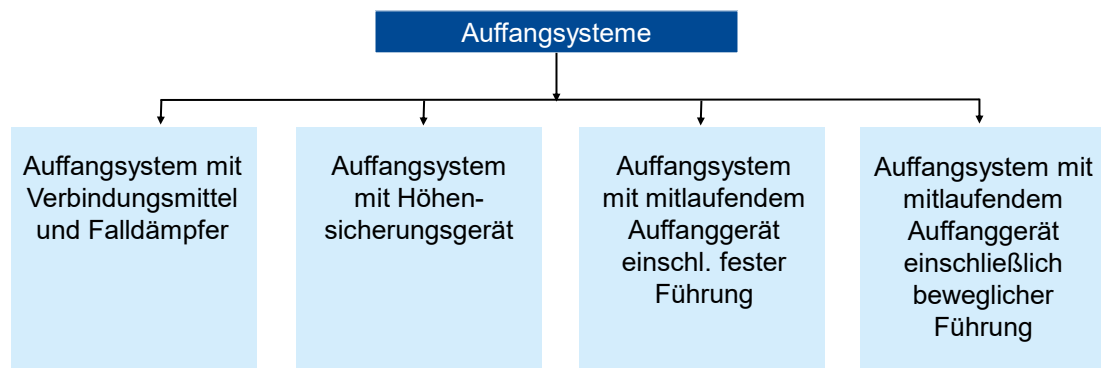 Auffangsysteme
Auffangsystem mit
Verbindungsmittel
und Falldämpfer
Auffangsystem
mit Höhen-
sicherungsgerät
Auffangsystem
mit mitlaufendem
Auffanggerät
einschl. fester
Führung
Auffangsystem mit
mitlaufendem
Auffanggerät
einschließlich
beweglicher
Führung